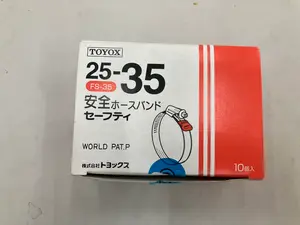 TOYOX
25-35
FS-35
安全ホースバンド
セーフティ
WORLD PAT.P
株式会社トヨックス
10個入